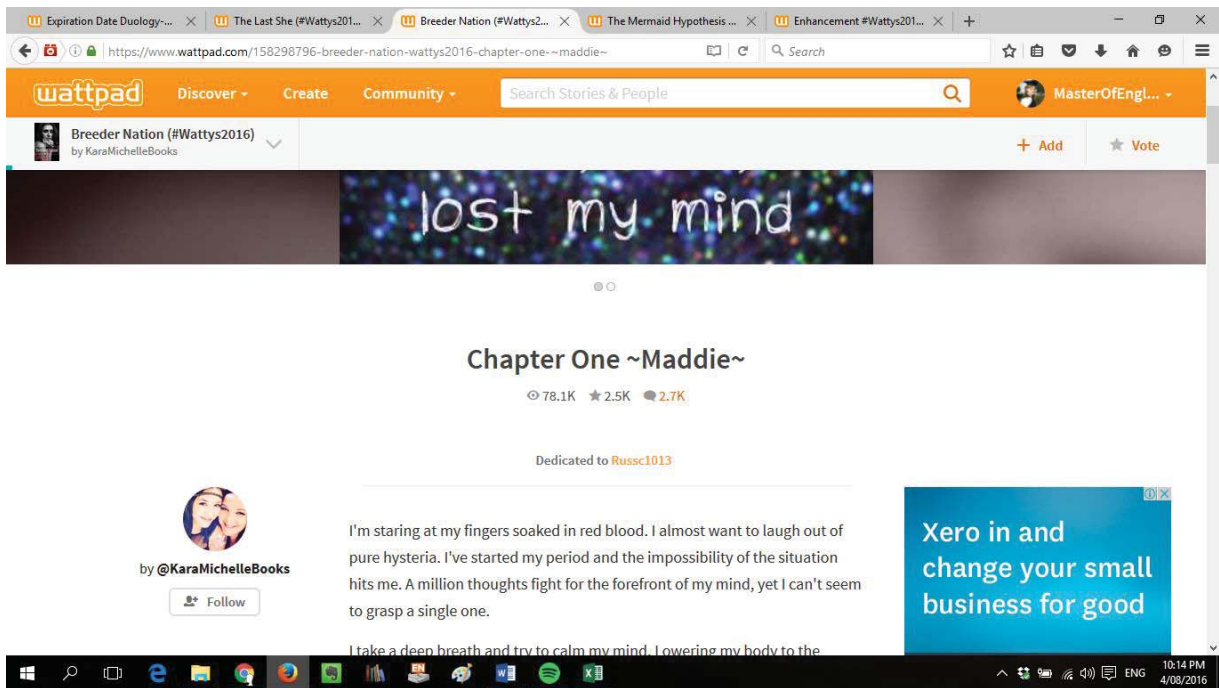 Expiration Date Duology-...
The Last She (#Wattys201...
Breeder Nation (#Wattys2...
The Mermaid Hypothesis ...
Enhancement #Wattys201...
https://www.wattpad.com/158298796-breeder-nation-wattys2016-chapter-one-~maddie~
Search
wattpad
Discover
Create
Community
Search Stories & People
MasterOfEngl...
Breeder Nation (#Wattys2016)
by KaraMichelleBooks
+ Add
Vote
lost my mind
Chapter One ~Maddie~
78.1K 2.5K 2.7K
Dedicated to Russc1013
by @KaraMichelleBooks
Follow
I'm staring at my fingers soaked in red blood. I almost want to laugh out of
pure hysteria. I've started my period and the impossibility of the situation
hits me. A million thoughts fight for the forefront of my mind, yet I can't seem
to grasp a single one.
I take a deep breath and try to calm my mind. Lowering my body to the
Xero in and
change your small
business for good
ENG
10:14 PM
4/08/2016